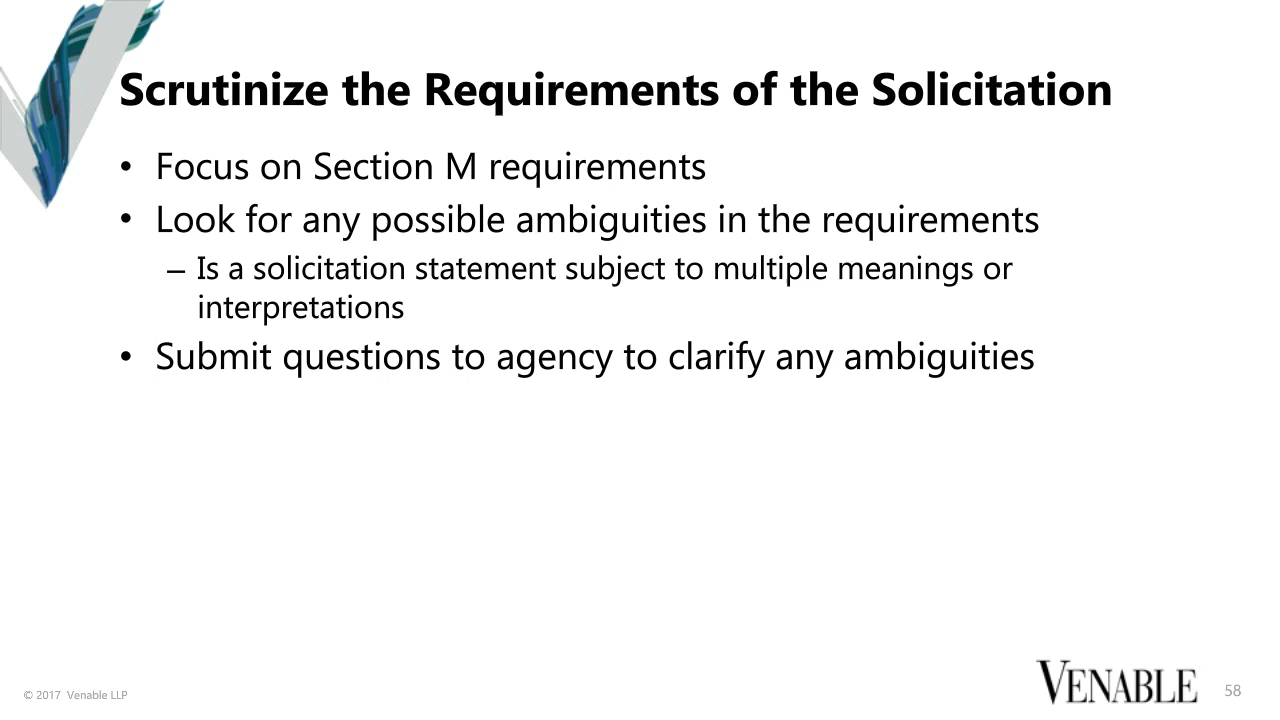 Scrutinize the Requirements of the Solicitation
• Focus on Section M requirements
• Look for any possible ambiguities in the requirements
– Is a solicitation statement subject to multiple meanings or
interpretations
• Submit questions to agency to clarify any ambiguities
© 2017 Venable LLP
VENABLE
58